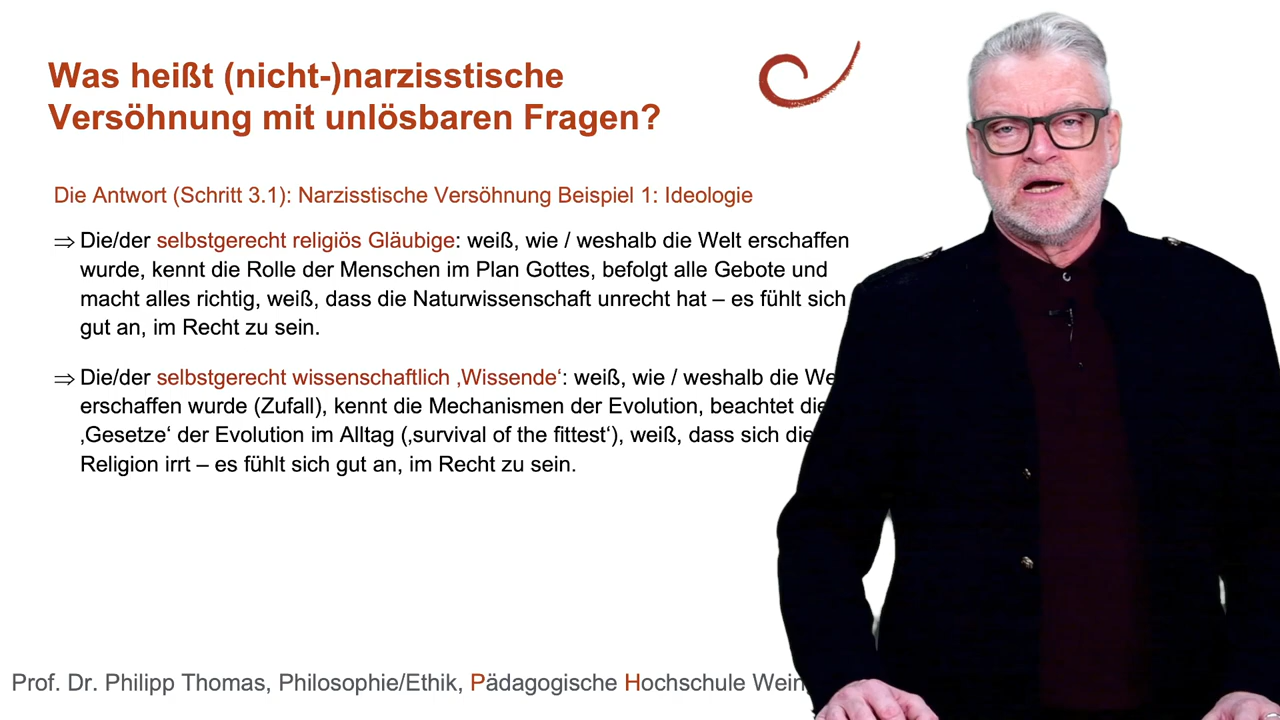 Was heißt (nicht-)narzisstische
Versöhnung mit unlösbaren Fragen?
Die Antwort (Schritt 3.1): Narzisstische Versöhnung Beispiel 1: Ideologie
⇒ Die/der selbstgerecht religiös Gläubige: weiß, wie / weshalb die Welt erschaffen
wurde, kennt die Rolle der Menschen im Plan Gottes, befolgt alle Gebote und
macht alles richtig, weiß, dass die Naturwissenschaft unrecht hat – es fühlt sich
gut an, im Recht zu sein.
⇒ Die/der selbstgerecht wissenschaftlich ‚Wissende‘: weiß, wie / weshalb die
erschaffen wurde (Zufall), kennt die Mechanismen der Evolution, beachtet die
‚Gesetze‘ der Evolution im Alltag (‚survival of the fittest‘), weiß, dass sich die
Religion irrt – es fühlt sich gut an, im Recht zu sein.
Prof. Dr. Philipp Thomas, Philosophie/Ethik, Pädagogische Hochschule